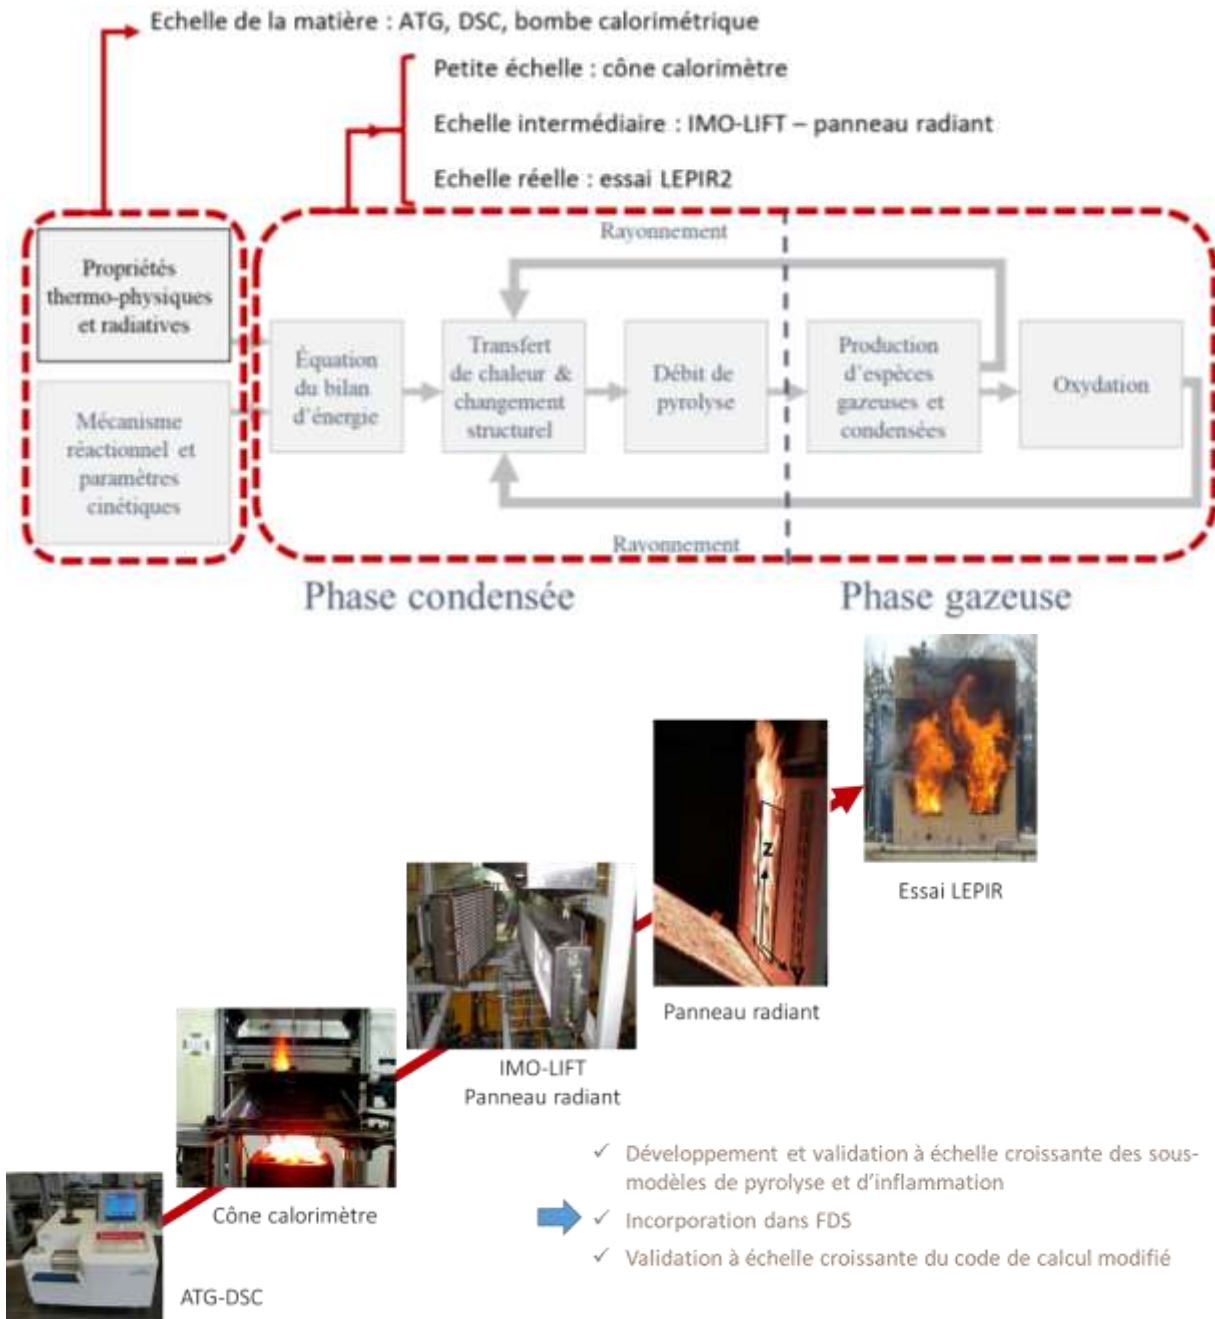 Echelle de la matière : ATG, DSC, bombe calorimétrique
Petite échelle : cône calorimètre
Echelle intermédiaire : IMO-LIFT – panneau radiant
Echelle réelle : essai LEPIR2
Rayonnement
Propriétés
thermo-physiques
et radiatives
Mécanisme
réactionnel et
paramètres
cinétiques
Équation
du bilan
d'énergie
Transfert
de chaleur &
changement
structurel
Débit de
pyrolyse
Production
d'espèces
gazeuses et
condensées
Oxydation
Rayonnement
Phase condensée
Phase gazeuse
Essai LEPIR
Z
Y
Panneau radiant
IMO-LIFT
Panneau radiant
Cône calorimètre
ATG-DSC
✓ Développement et validation à échelle croissante des sous-
modèles de pyrolyse et d'inflammation
✓ Incorporation dans FDS
✓ Validation à échelle croissante du code de calcul modifié